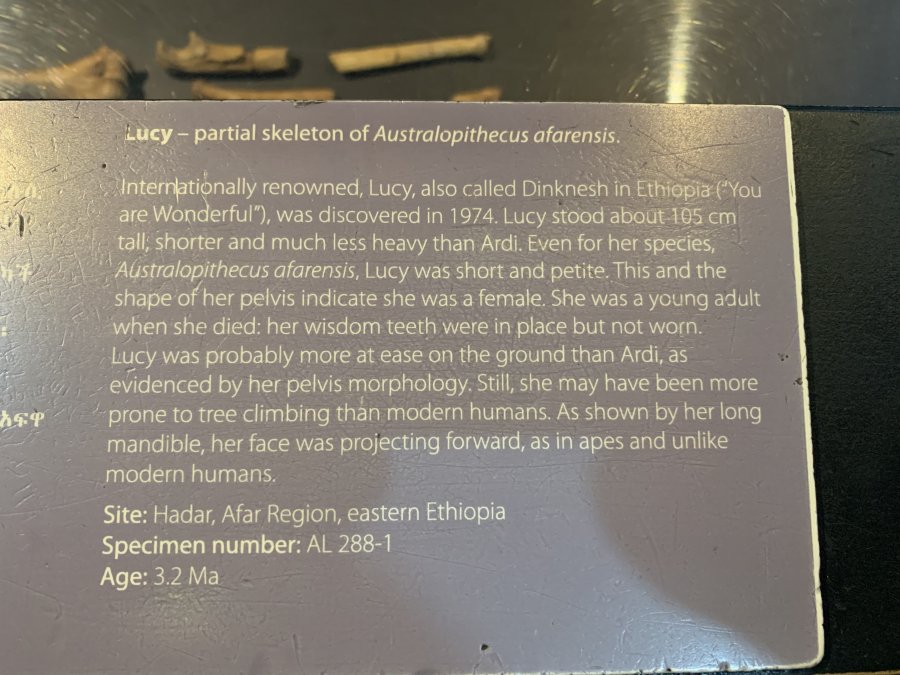 Lucy – partial skeleton of Australopithecus afarensis.
Internationally renowned, Lucy, also called Dinknesh in Ethiopia (“You
are Wonderful”), was discovered in 1974. Lucy stood about 105 cm
tall, shorter and much less heavy than Ardi. Even for her species,
Australopithecus afarensis, Lucy was short and petite. This and the
shape of her pelvis indicate she was a female. She was a young adult
when she died: her wisdom teeth were in place but not worn.
Lucy was probably more at ease on the ground than Ardi, as
evidenced by her pelvis morphology. Still, she may have been more
prone to tree climbing than modern humans. As shown by her long
mandible, her face was projecting forward, as in apes and unlike
modern humans.
Site: Hadar, Afar Region, eastern Ethiopia
Specimen number: AL 288-1
Age: 3.2 Ma